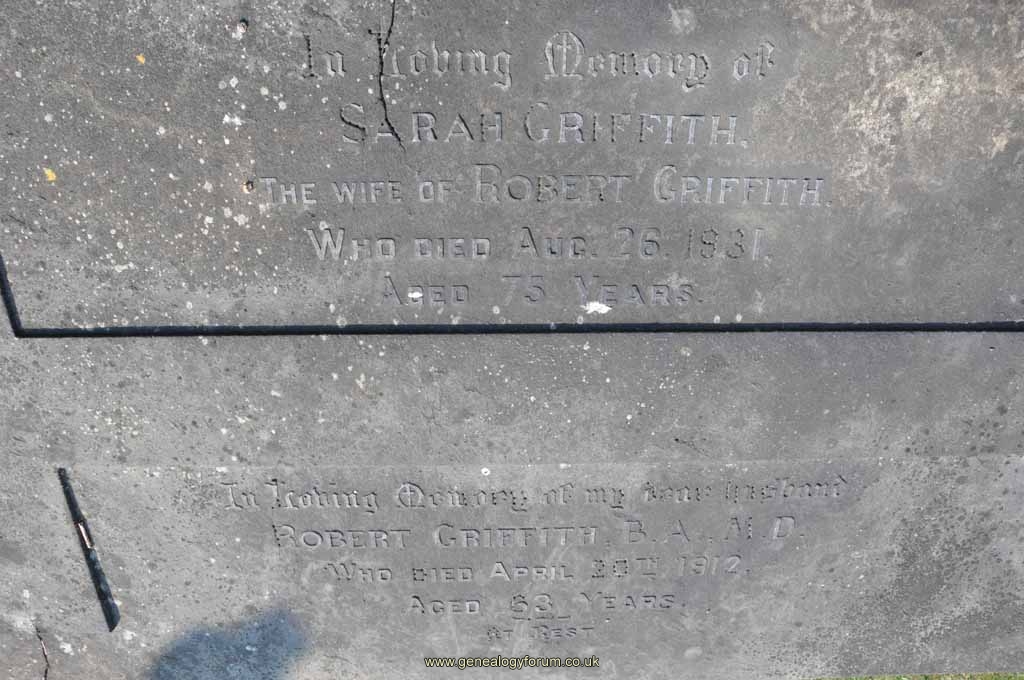 In Loving Memory of
SARAH GRIFFITH.
THE WIFE OF ROBERT GRIFFITH.
WHO DIED AUG. 26. 1931.
AGED 75 YEARS.
In Loving Memory of my dear husband
ROBERT GRIFFITH, B.A., M.D.
WHO DIED APRIL TH 1912.
AGED YEARS.
AT REST
www.genealogyforum.co.uk